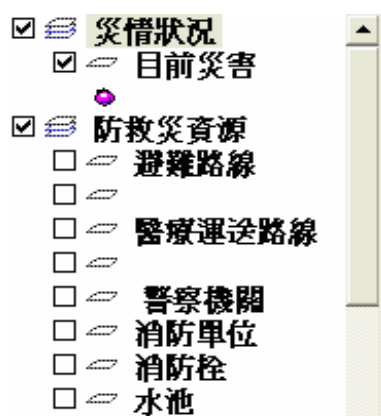 災情狀況
目前災害
防救災資源
避難路線
醫療運送路線
警察機關
消防單位
消防栓
水池